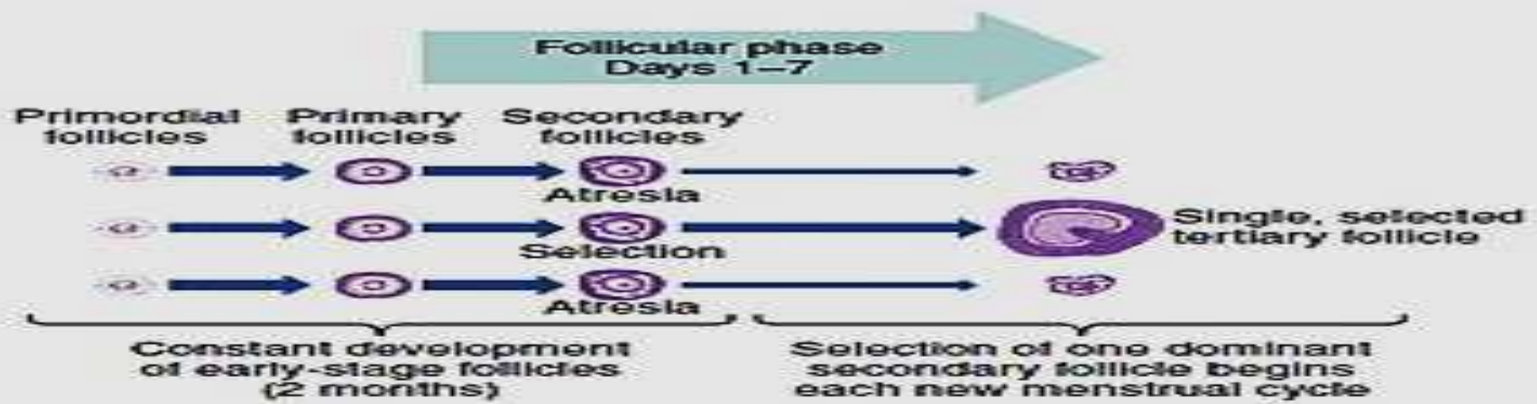 Follicular phase
Days 1–7
Primordial
follicles
Primary
follicles
Secondary
follicles
Atresia
Selection
Atresia
Single, selected
tertiary follicle
Constant development
of early-stage follicles
(2 months)
Selection of one dominant
secondary follicle begins
each new menstrual cycle